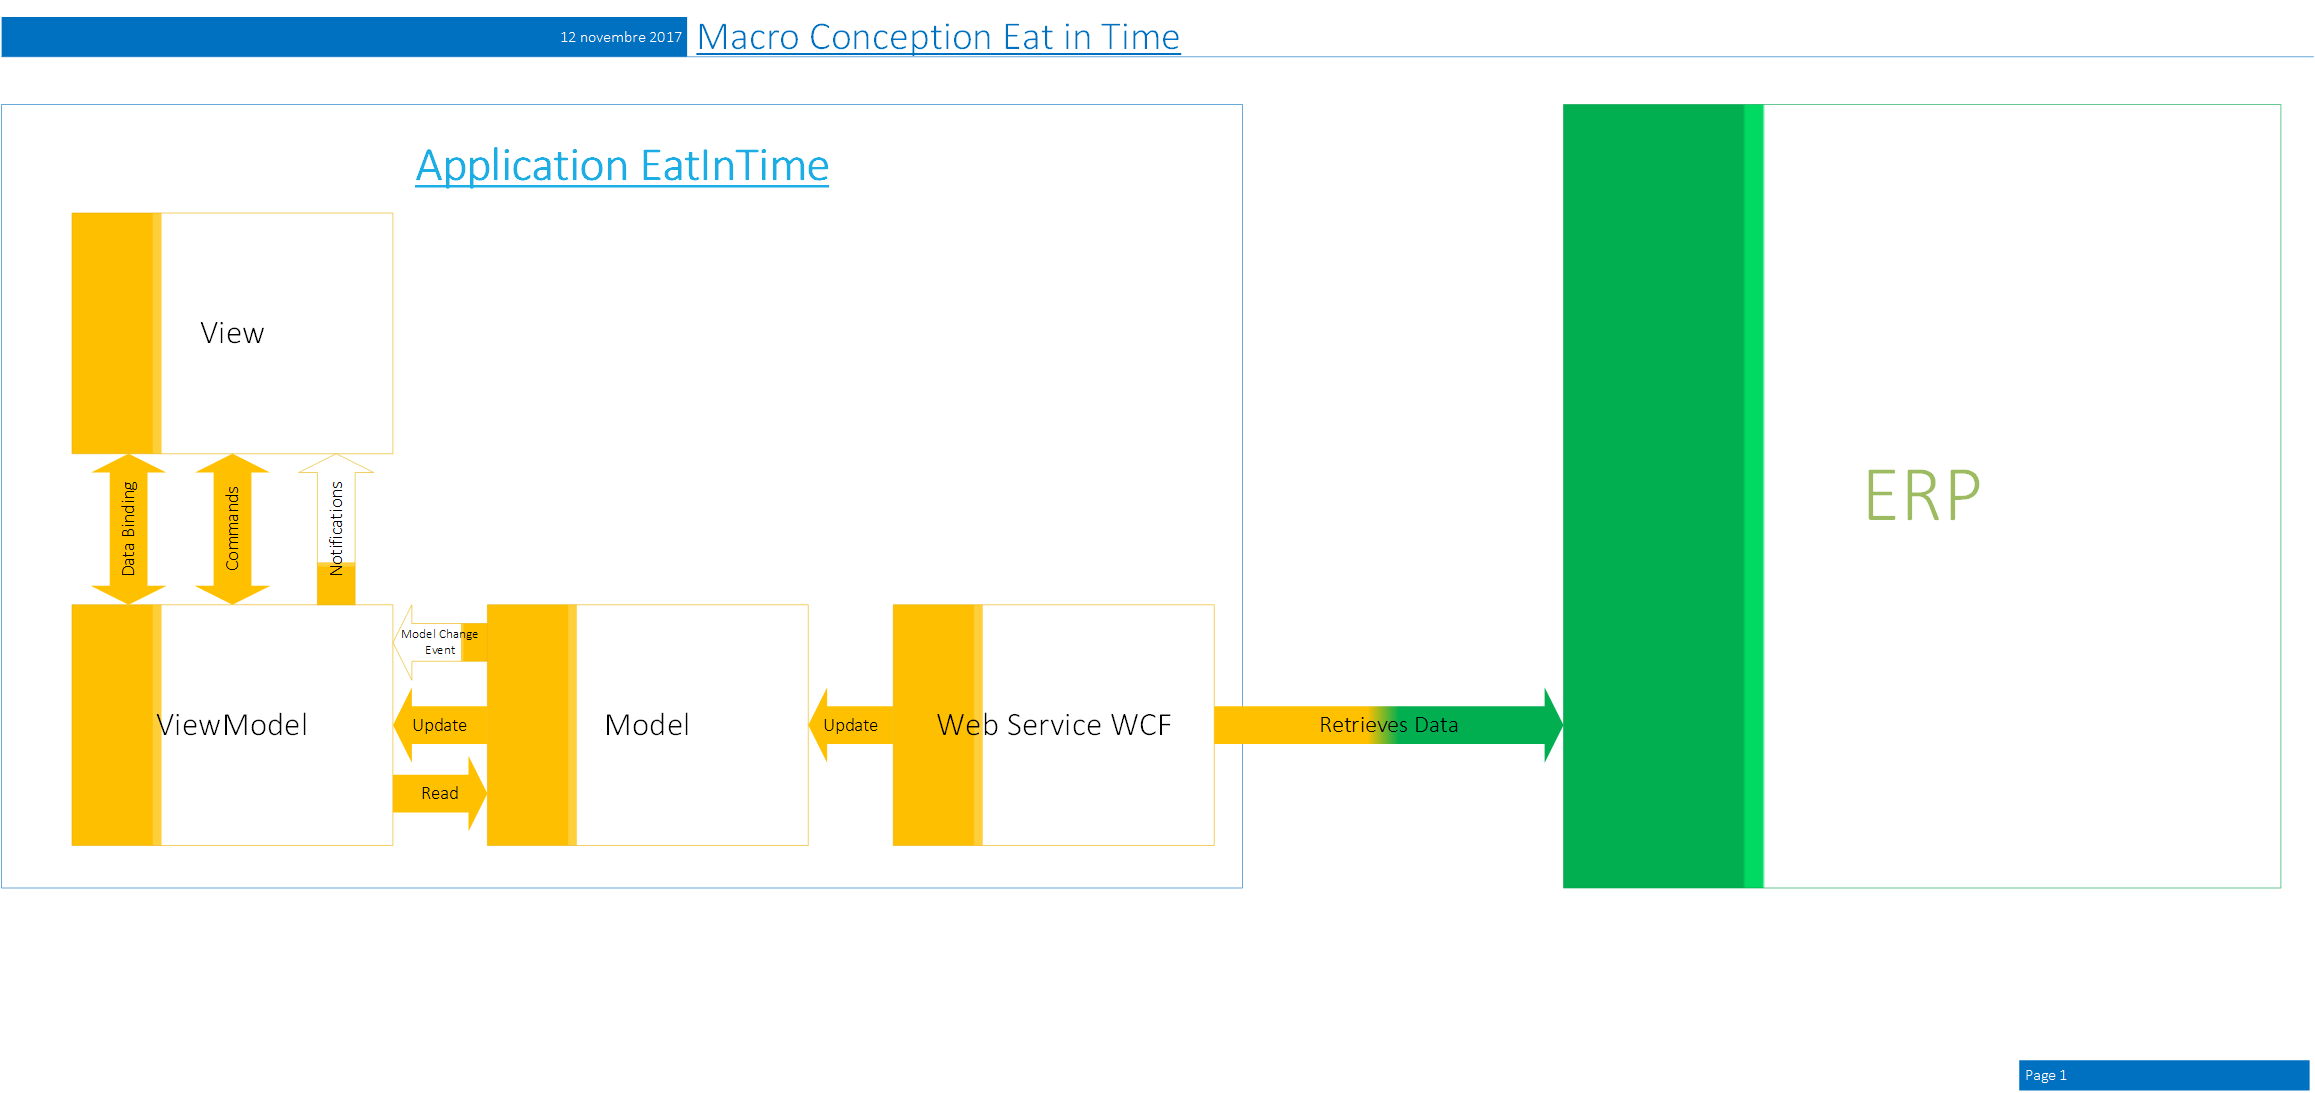 12 novembre 2017
Macro Conception Eat in Time
Application EatInTime
View
Data Binding
Commands
Notifications
ViewModel
Model Change
Event
Update
Read
Model
Update
Web Service WCF
Retrieves Data
ERP
Page 1